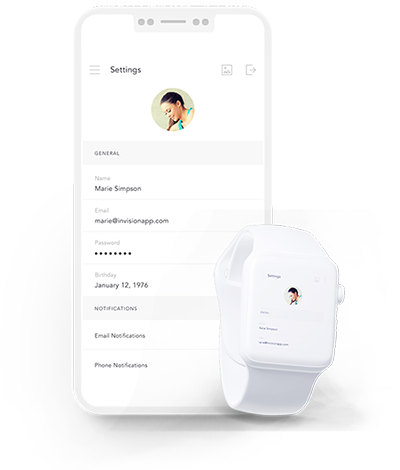 Settings
GENERAL
Name
Marie Simpson
Email
marie@invisionapp.com
Password
••••••••
Birthday
January 12, 1976
NOTIFICATIONS
Email Notifications
Phone Notifications
Settings
Marie Simpson
marie@invisionapp.com